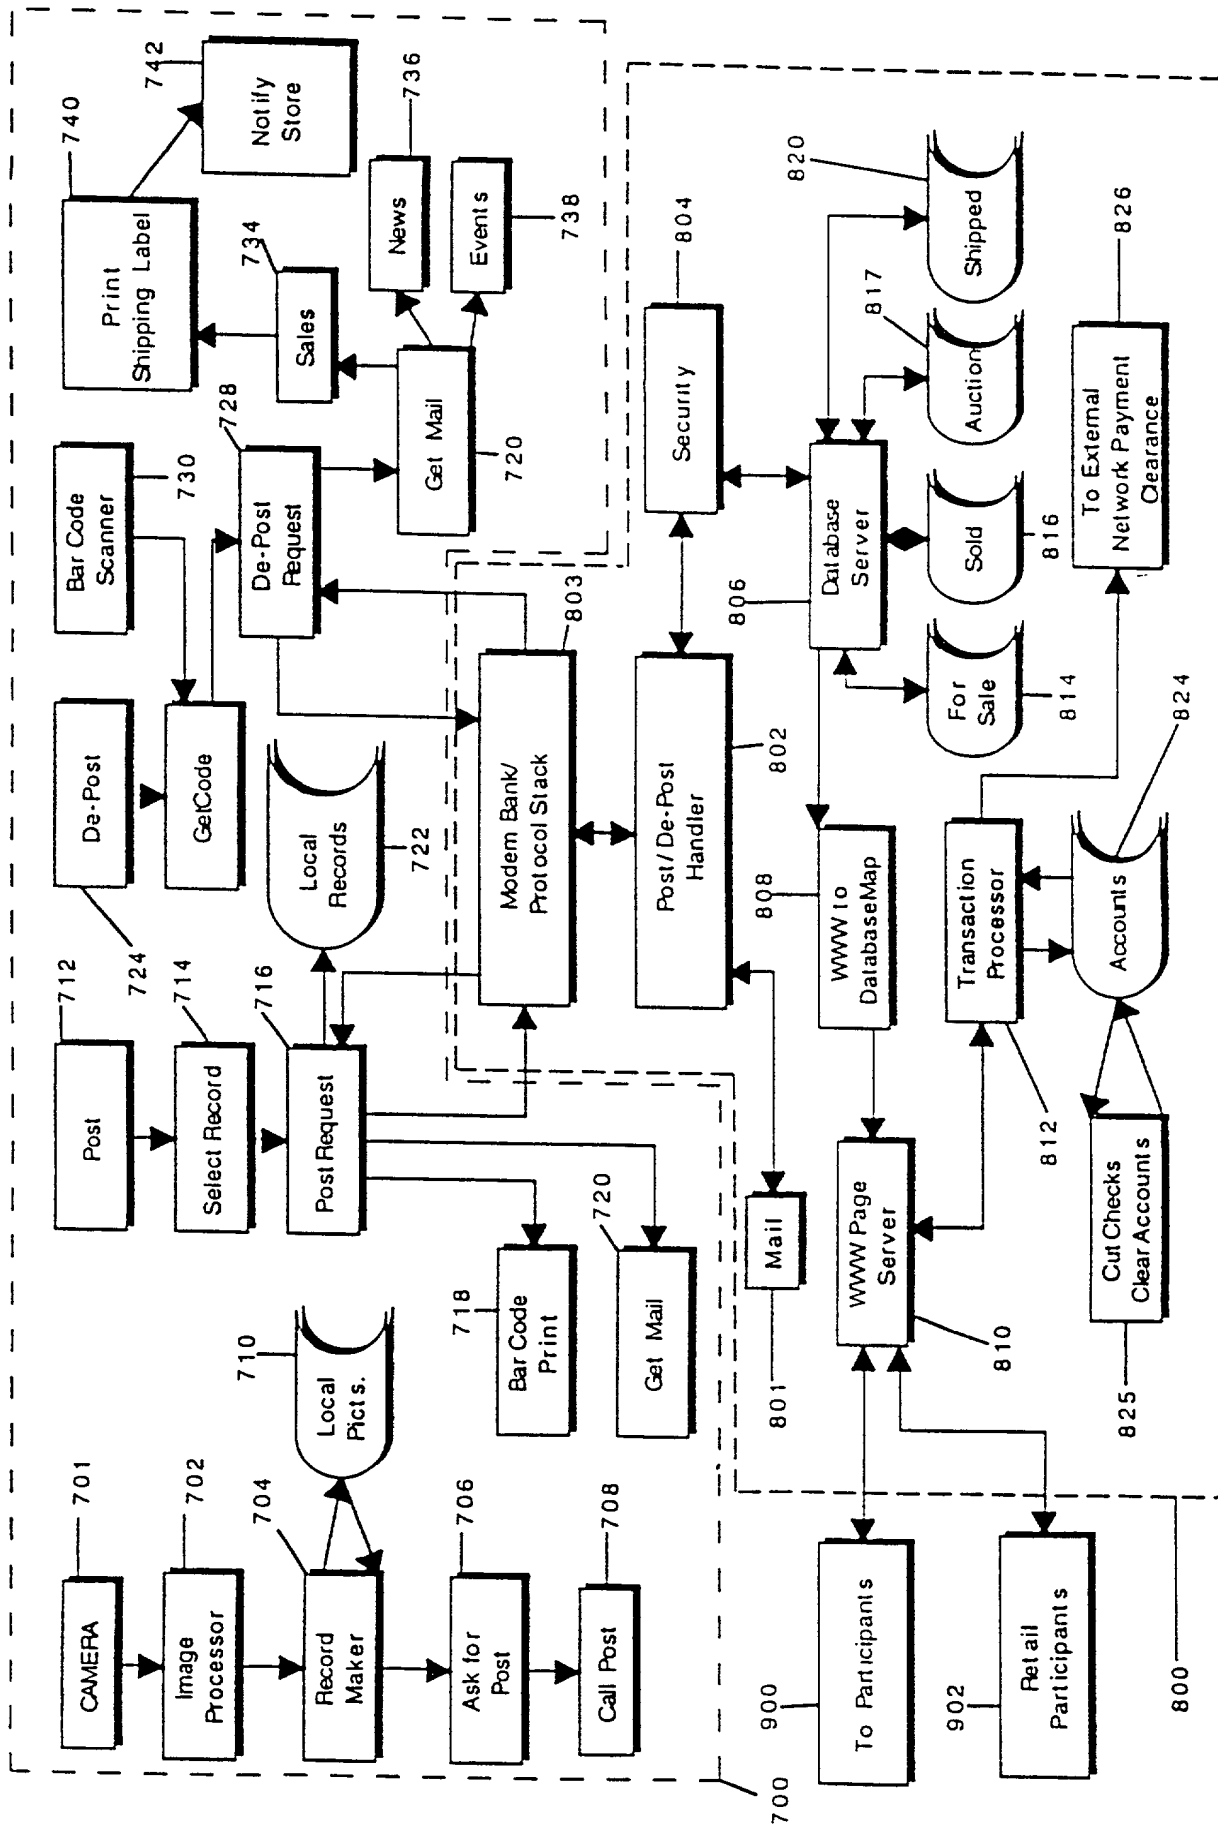 CAMERA
701
Image
Processor
702
Record
Maker
704
Local
Picts.
710
Ask for
Post
706
Call Post
708
Post
712
Select Record
714
Post Request
716
Local
Records
722
Bar Code
Print
718
Get Mail
720
De-Post
724
GetCode
Bar Code
Scanner
730
De-Post
Request
728
Get Mail
720
Sales
734
News
736
Events
738
Print
Shipping Label
740
Notify
Store
742
700
Modem Bank/
Protocol Stack
803
Post/De-Post
Handler
802
Security
804
Mail
801
Database
Server
806
WWW to
DatabaseMap
808
WWW Page
Server
810
For
Sale
814
Sold
816
Auction
817
Shipped
820
Transaction
Processor
812
Accounts
824
Cut Checks
Clear Accounts
825
To External
Network Payment
Clearance
826
To Participants
900
Retail
Participants
902
800